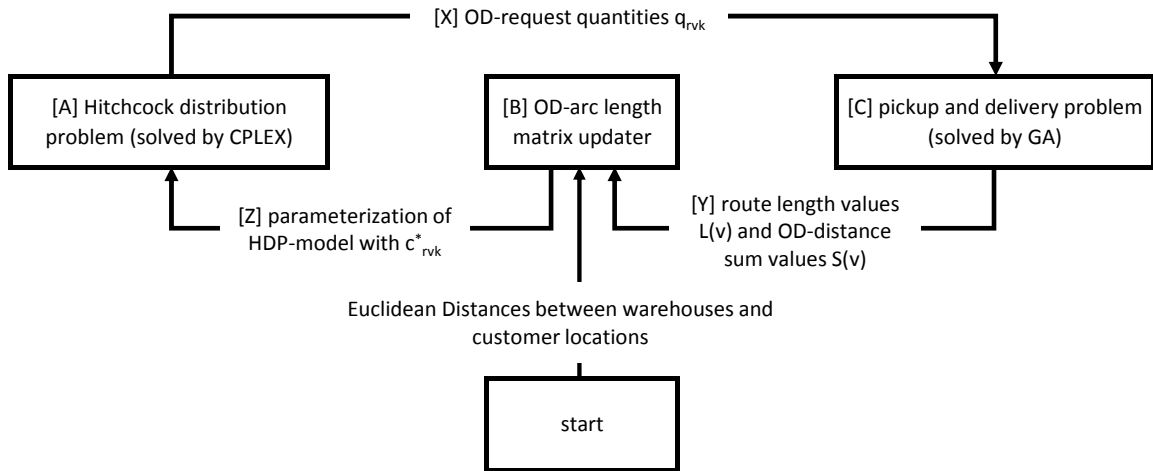 [X] OD-request quantities qrvk
[A] Hitchcock distribution
problem (solved by CPLEX)
[B] OD-arc length
matrix updater
[C] pickup and delivery problem
(solved by GA)
[Z] parameterization of
HDP-model with c*rvk
[Y] route length values
L(v) and OD-distance
sum values S(v)
Euclidean Distances between warehouses and
customer locations
start